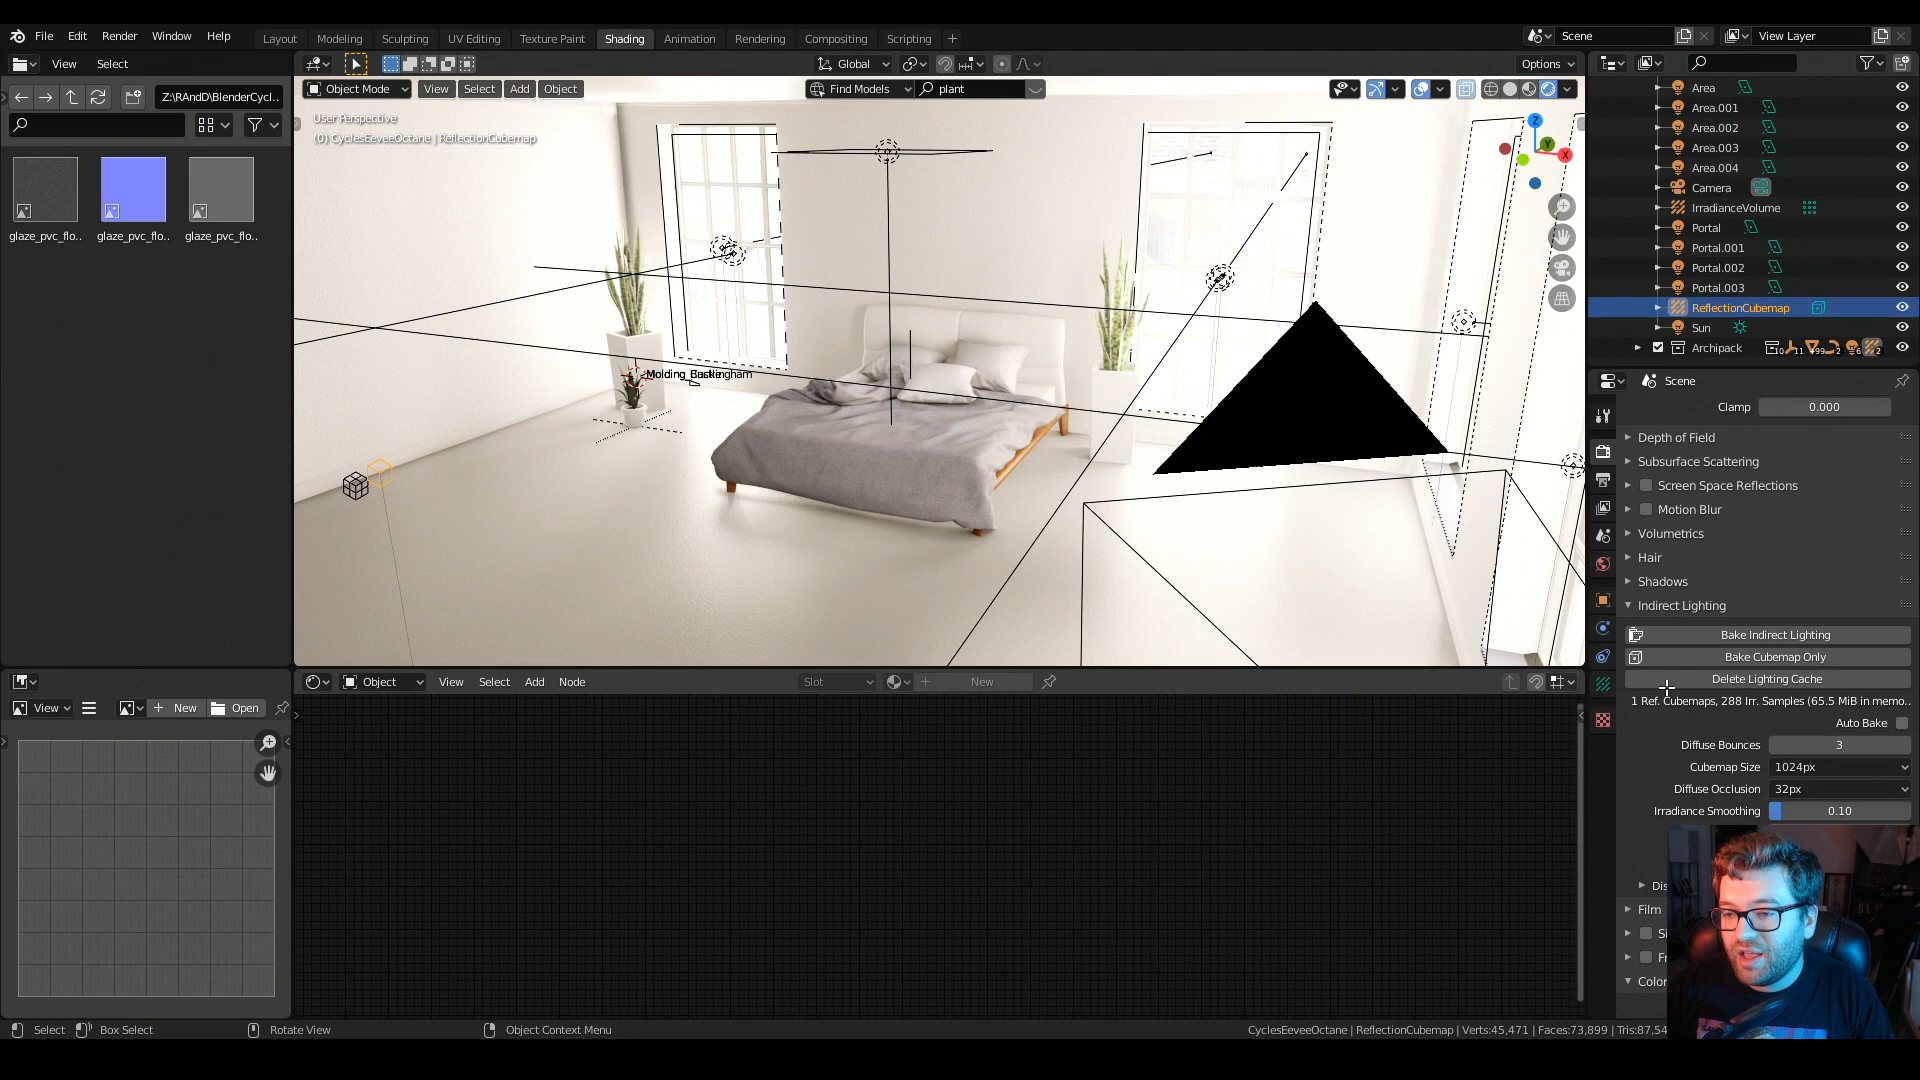 File Edit Render Window Help
Layout Modeling Sculpting UV Editing Texture Paint Shading Animation Rendering Compositing Scripting +
Scene
View Layer
View Select
Global
Options
Z:\RAndD\BlenderCycl..
Object Mode View Select Add Object
Find Models
plant
User Perspective
(0) CyclesEeveeOctane | ReflectionCubemap
Z
Y
X
glaze_pvc_flo..
glaze_pvc_flo..
glaze_pvc_flo..
Area
Area.001
Area.002
Area.003
Area.004
Camera
IrradianceVolume
Portal
Portal.001
Portal.002
Portal.003
ReflectionCubemap
Sun
Archipack
Scene
Clamp 0.000
Depth of Field
Subsurface Scattering
Screen Space Reflections
Motion Blur
Volumetrics
Hair
Shadows
Indirect Lighting
Bake Indirect Lighting
Bake Cubemap Only
Delete Lighting Cache
1 Ref. Cubemaps, 288 Irr. Samples (65.5 MiB in memo..
Auto Bake
Diffuse Bounces 3
Cubemap Size 1024px
Diffuse Occlusion 32px
Irradiance Smoothing 0.10
Dis
Film
Si
Fr
Color
Object View Select Add Node
Slot
New
View
New
Open
Select
Box Select
Rotate View
Object Context Menu
CyclesEeveeOctane | ReflectionCubemap | Verts:45,471 | Faces:73,899 | Tris:87,54